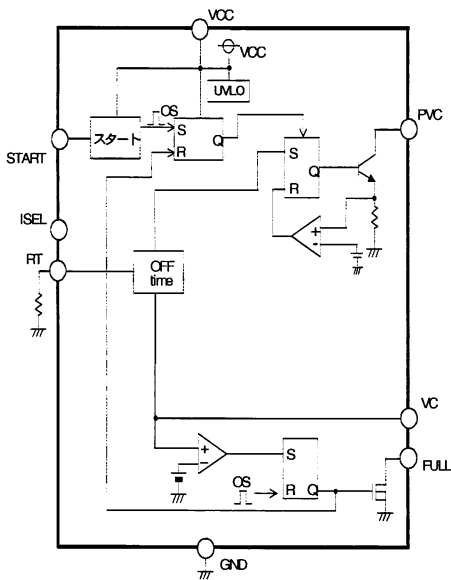 VCC
VCC
UVLO
OS
スタート
S
R
Q
PVC
START
S
R
Q
ISEL
+
-
RT
OFF
time
VC
+
-
S
FULL
OS
R
Q
GND